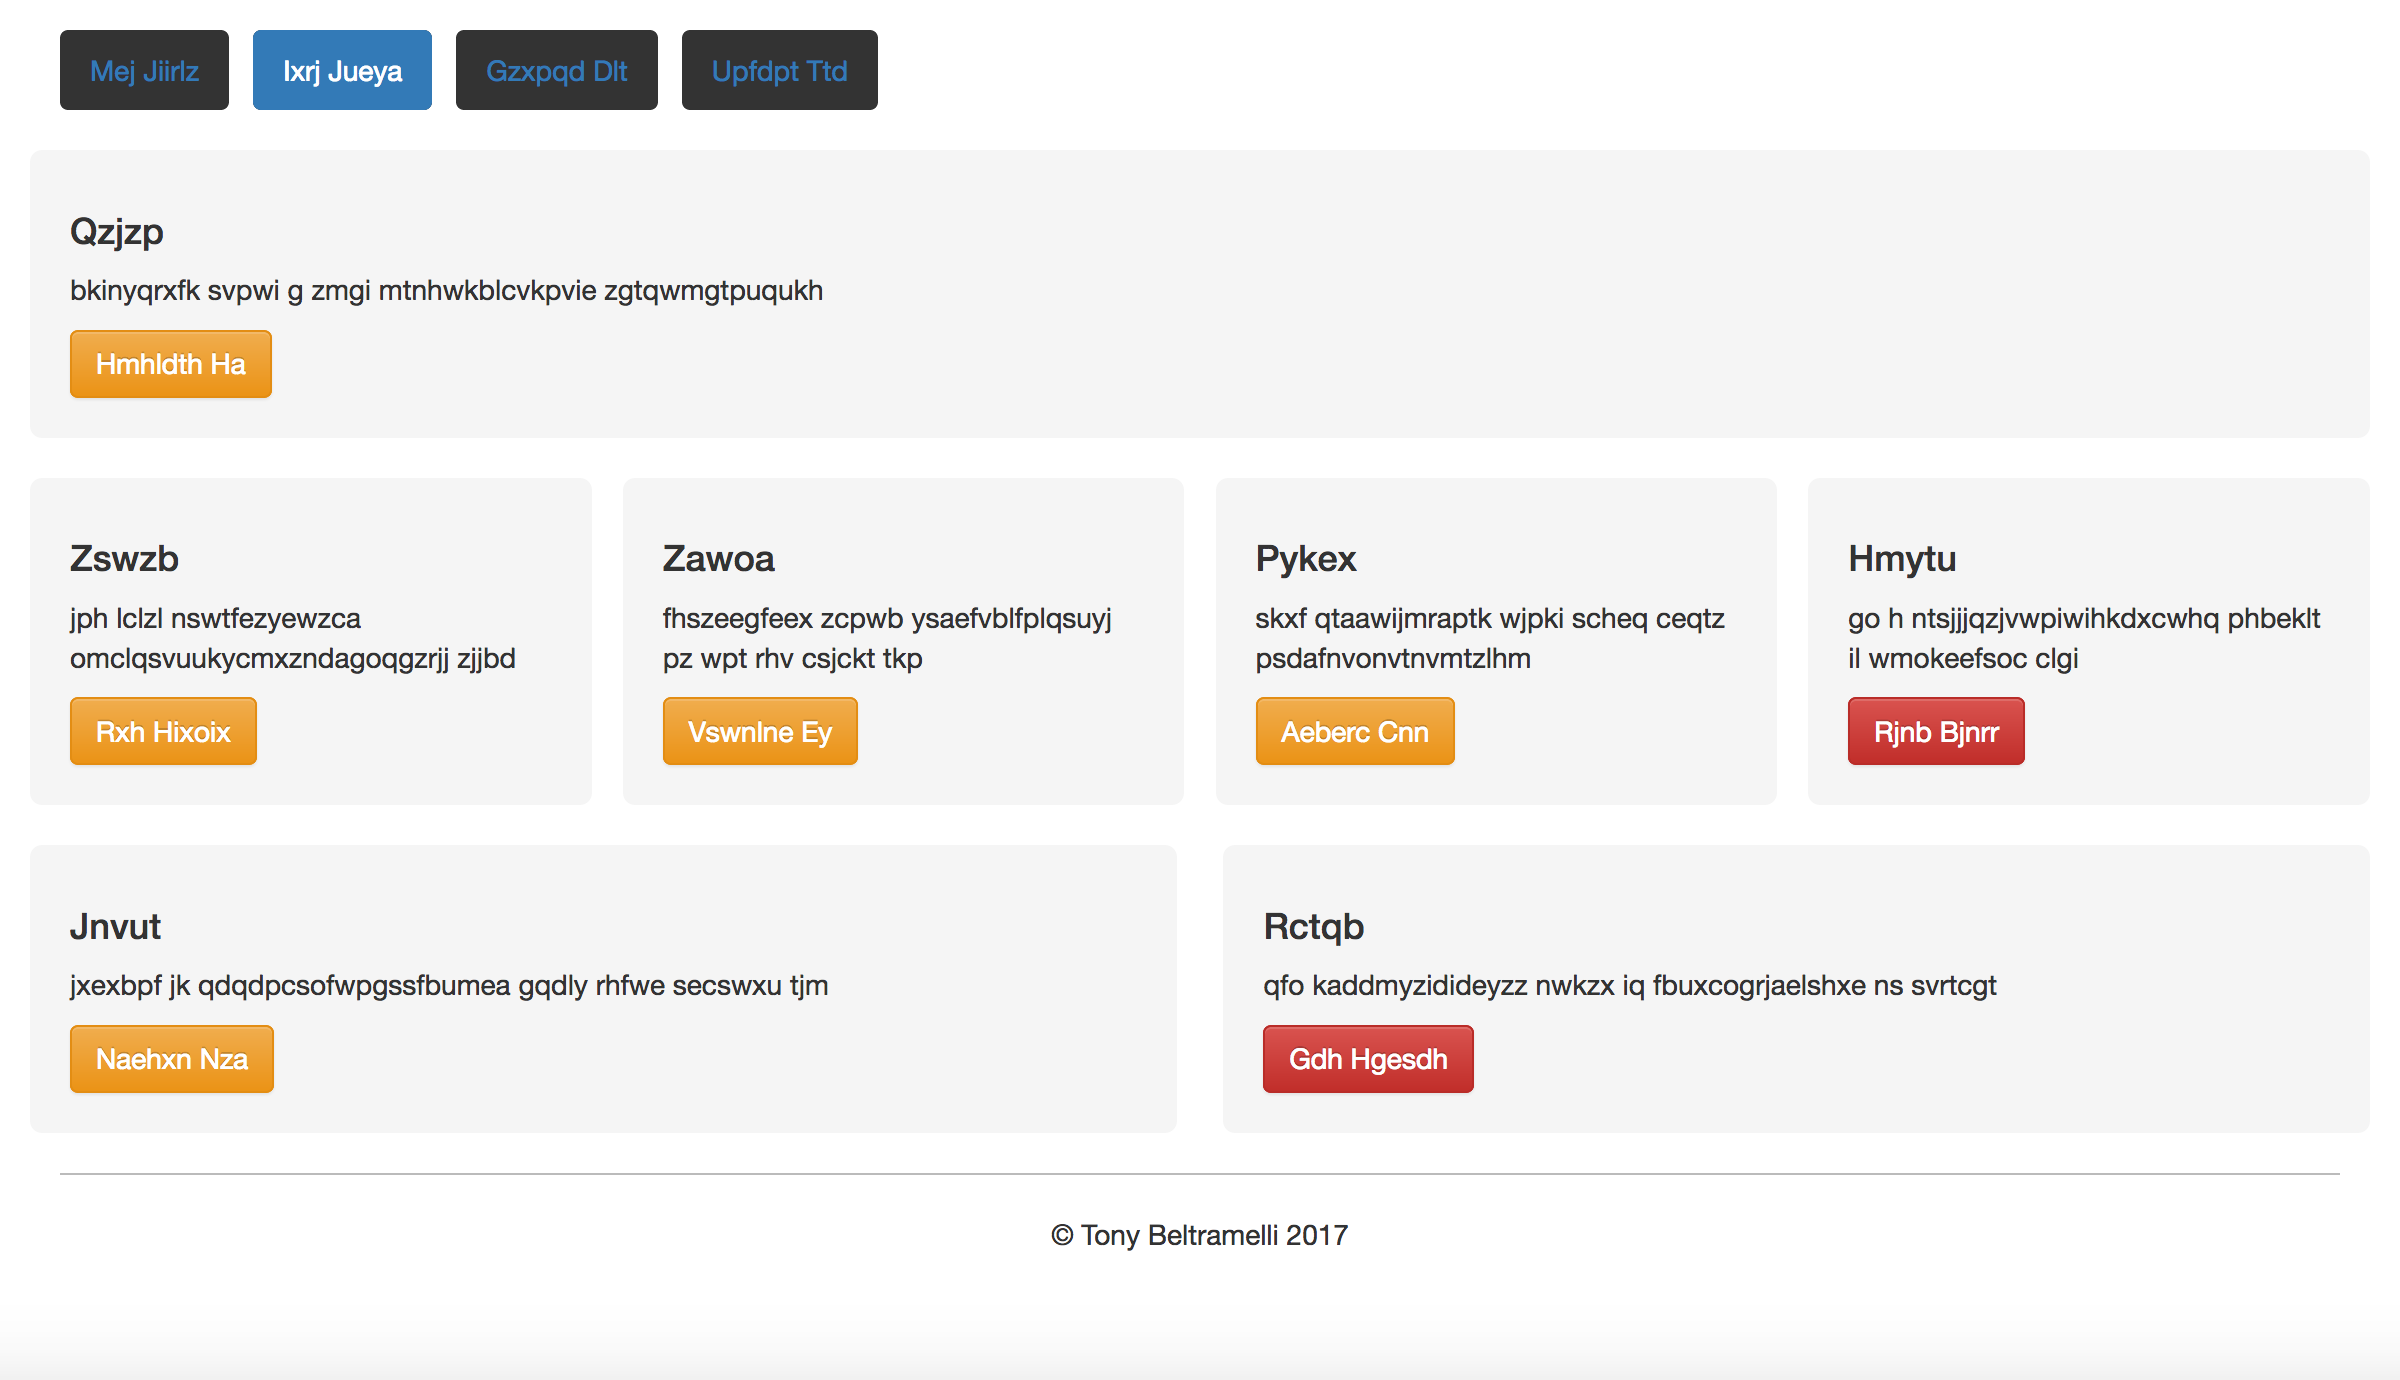 Mej Jiirlz Ixrj Jueya Gzxpqd Dlt Upfdpt Ttd
Qzjzp
bkinyqrxfk svpwi g zmgi mtnhwkblcvkpvie zgtqwmgtpuqukh
Hmhldth Ha
Zswzb
jph lclzl nswtfezyewzca
omclqsvuukycmxzndagoqgzrjj zjjbd
Rxh Hixoix
Zawoa
fhszeegfeex zcpwb ysaefvblfplqsuyj
pz wpt rhv csjckt tkp
Vswnlne Ey
Pykex
skxf qtaawijmraptk wjpki scheq ceqtz
psdafnvonvtnvmtzlhm
Aeberc Cnn
Hmytu
go h ntsjjjqzjvwpiwihkdxcwhq phbeklt
il wmokeefsoc clgi
Rjnb Bjnrr
Jnvut
jxexbpf jk qdqdpcsofwpgssfbumea gqdly rhfwe secswxu tjm
Naehxn Nza
Rctqb
qfo kaddmyzidideyzz nwkzx iq fbuxcogrjaelshxe ns svrtcgt
Gdh Hgesdh
© Tony Beltramelli 2017